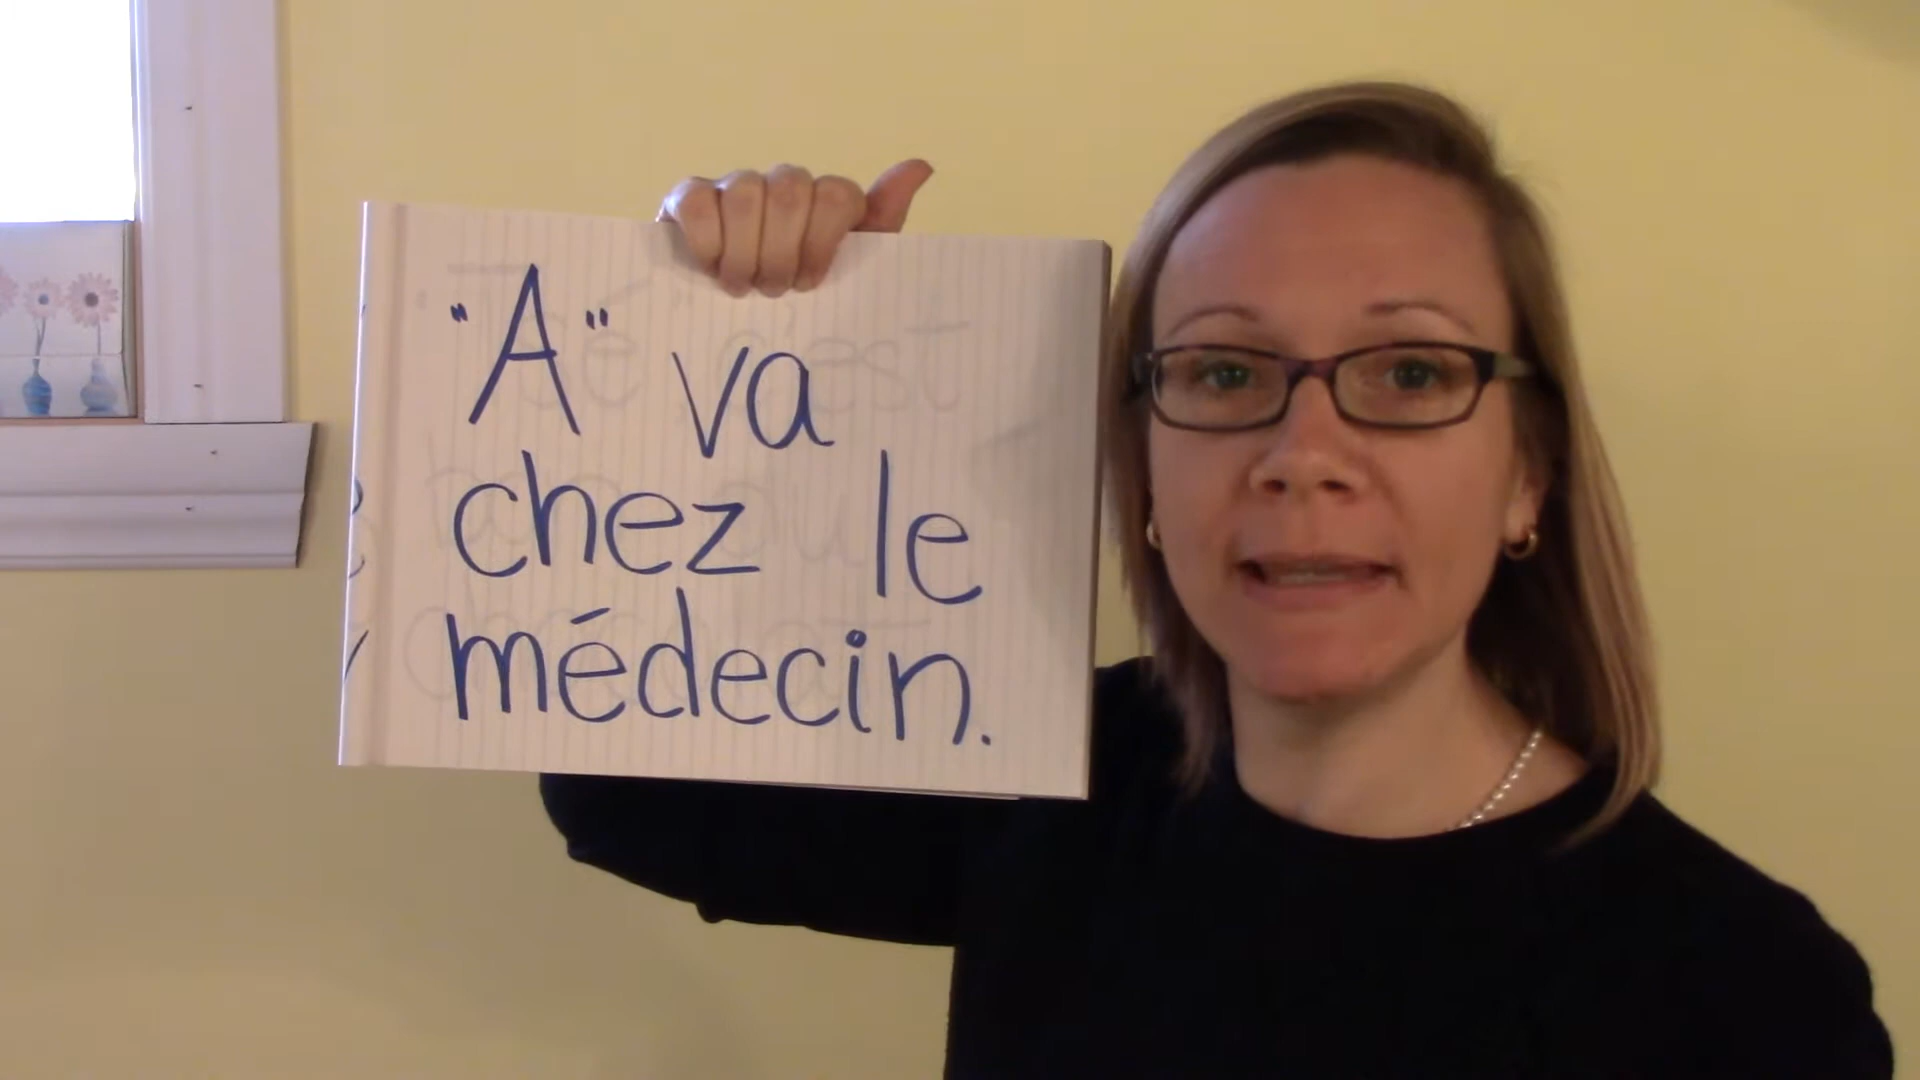 "A" va
chez le
médecin.